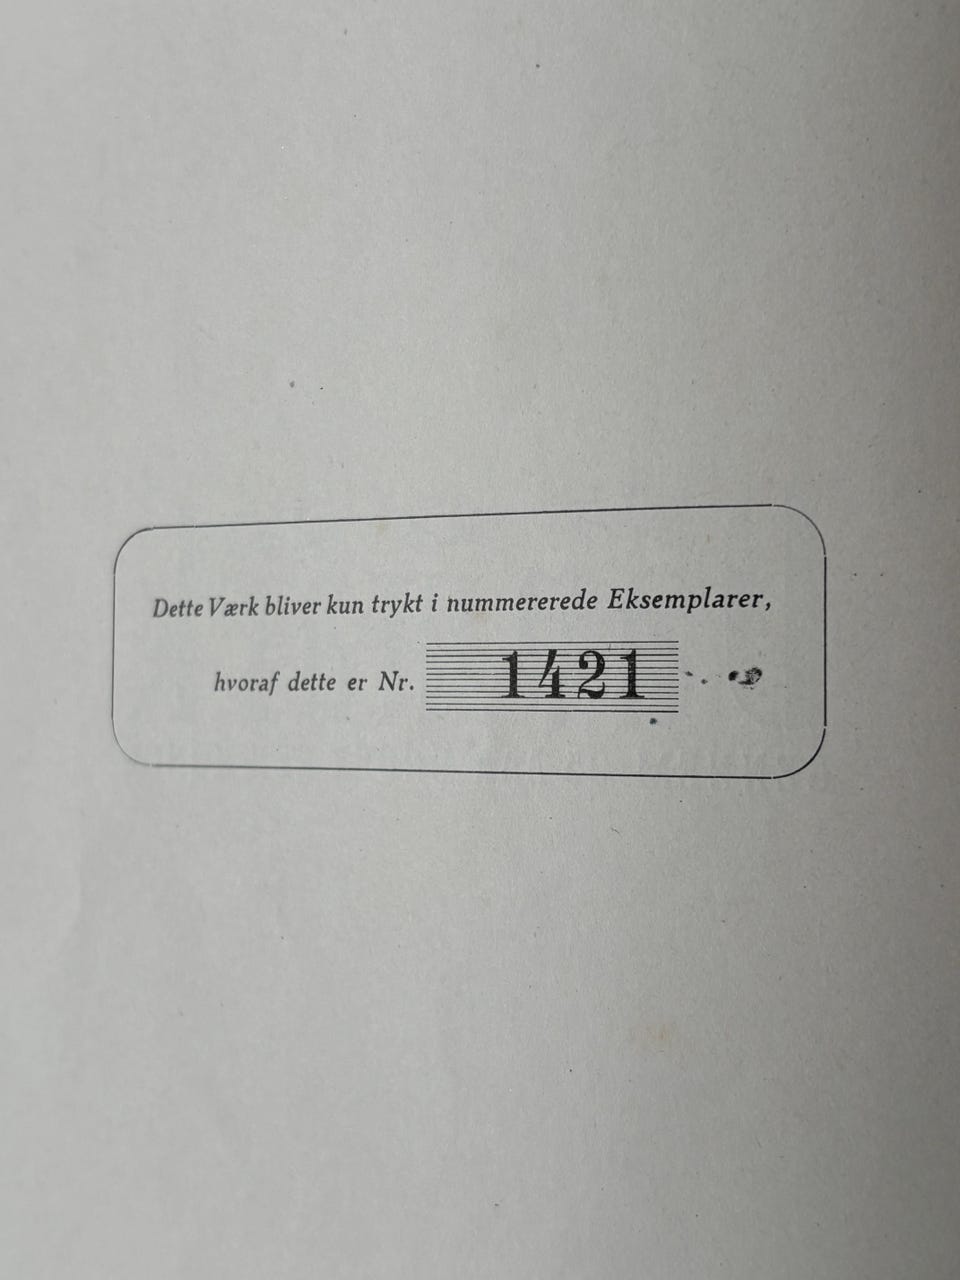 Dette Værk bliver kun trykt i nummererede Eksemplarer,
hvoraf dette er Nr. 1421